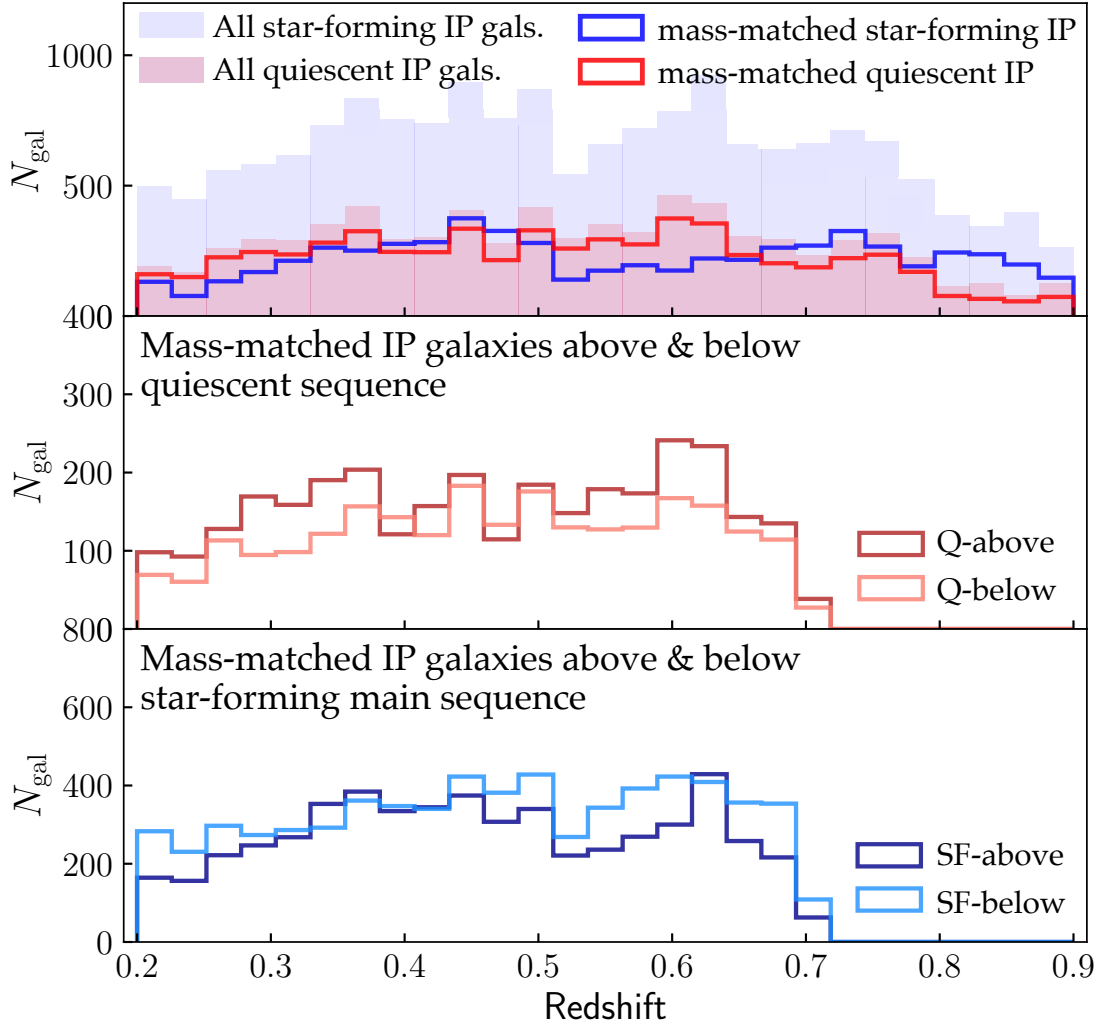 All star-forming IP gals.
All quiescent IP gals.
mass-matched star-forming IP
mass-matched quiescent IP
1000
500
400
N_gal
Mass-matched IP galaxies above & below
quiescent sequence
300
200
100
800
N_gal
Q-above
Q-below
Mass-matched IP galaxies above & below
star-forming main sequence
600
400
200
0
N_gal
SF-above
SF-below
0.2 0.3 0.4 0.5 0.6 0.7 0.8 0.9
Redshift